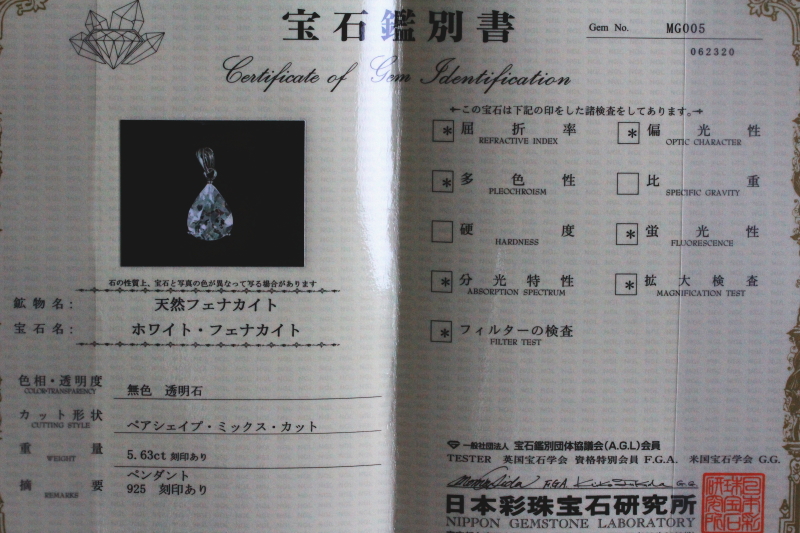 宝石鑑別書
Certificate of Gem Identification
Gem No. MG005
062320
石の性質上、宝石と写真の色が異なって写る場合があります
鉱物名: 天然フェナカイト
宝石名: ホワイト・フェナカイト
色相・透明度 無色 透明石
COLOR•TRANSPARENCY
カット形状 ペアシェイプ・ミックス・カット
CUTTING STYLE
重量 5.63ct 刻印あり
WEIGHT
摘要 ペンダント
REMARKS 925 刻印あり
この宝石は下記の印をした諸検査をしてあります。
* 屈折率
REFRACTIVE INDEX
* 偏光性
OPTIC CHARACTER
* 多色性
PLEOCHROISM
比重
SPECIFIC GRAVITY
硬度
HARDNESS
* 蛍光性
FLUORESCENCE
* 分光特性
ABSORPTION SPECTRUM
* 拡大検査
MAGNIFICATION TEST
* フィルターの検査
FILTER TEST
一般社団法人 宝石鑑別団体協議会(A.G.L)会員
TESTER 英国宝石学会 資格特別会員 F.G.A. 米国宝石学会 G.G.
F.G.A. G.G.
日本彩珠宝石研究所
NIPPON GEMSTONE LABORATORY
日本彩珠宝石研究所